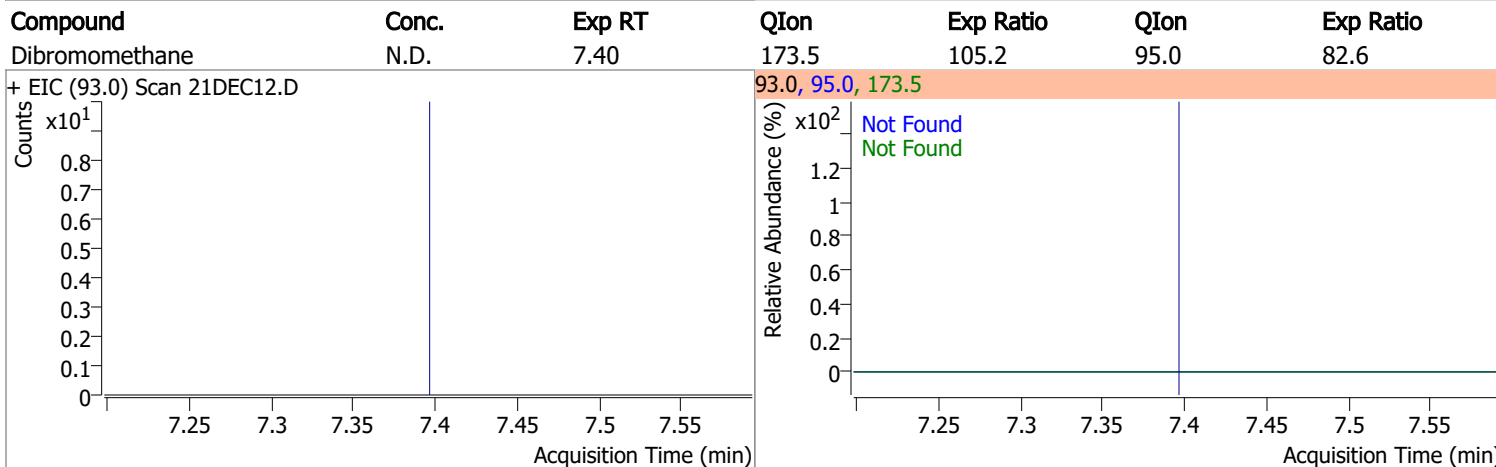 Compound Conc. Exp RT QIon Exp Ratio QIon Exp Ratio
Dibromomethane N.D. 7.40 173.5 105.2 95.0 82.6
+ EIC (93.0) Scan 21DEC12.D
Counts
x10¹
0.8
0.7
0.6
0.5
0.4
0.3
0.2
0.1
0
7.25 7.3 7.35 7.4 7.45 7.5 7.55
Acquisition Time (min)
93.0, 95.0, 173.5
Relative Abundance (%)
x10²
Not Found
Not Found
1.2
1
0.8
0.6
0.4
0.2
0
7.25 7.3 7.35 7.4 7.45 7.5 7.55
Acquisition Time (min)